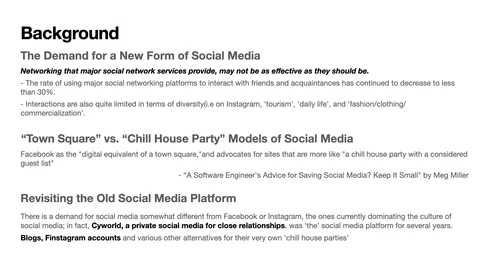 Background
The Demand for a New Form of Social Media
Networking that major social network services provide, may not be as effective as they should be.
- The rate of using major social networking platforms to interact with friends and acquaintances has continued to decrease to less
than 30%.
- Interactions are also quite limited in terms of diversity(i.e on Instagram, ‘tourism’, ‘daily life’, and ‘fashion/clothing/
commercialization’.
“Town Square” vs. “Chill House Party” Models of Social Media
Facebook as the "digital equivalent of a town square,"and advocates for sites that are more like "a chill house party with a considered
guest list"
- "A Software Engineer's Advice for Saving Social Media? Keep It Small" by Meg Miller
Revisiting the Old Social Media Platform
There is a demand for social media somewhat different from Facebook or Instagram, the ones currently dominating the culture of
social media; in fact, Cyworld, a private social media for close relationships, was ‘the’ social media platform for several years.
Blogs, Finstagram accounts and various other alternatives for their very own ‘chill house parties’